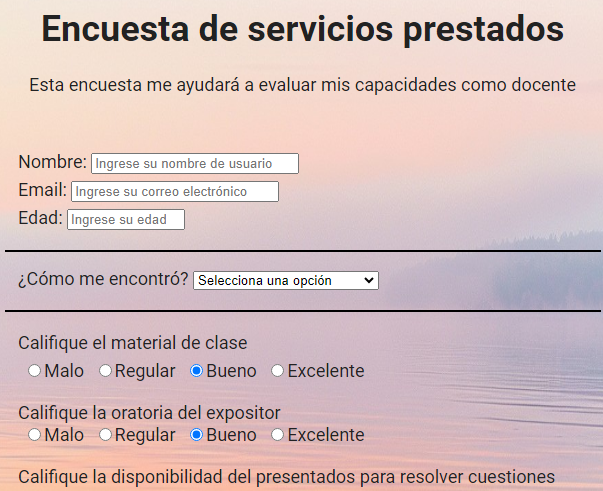 Encuesta de servicios prestados
Esta encuesta me ayudará a evaluar mis capacidades como docente
Nombre: Ingrese su nombre de usuario
Email: Ingrese su correo electrónico
Edad: Ingrese su edad
¿Cómo me encontró? Selecciona una opción
Califique el material de clase
Malo Regular Bueno Excelente
Califique la oratoria del expositor
Malo Regular Bueno Excelente
Califique la disponibilidad del presentados para resolver cuestiones